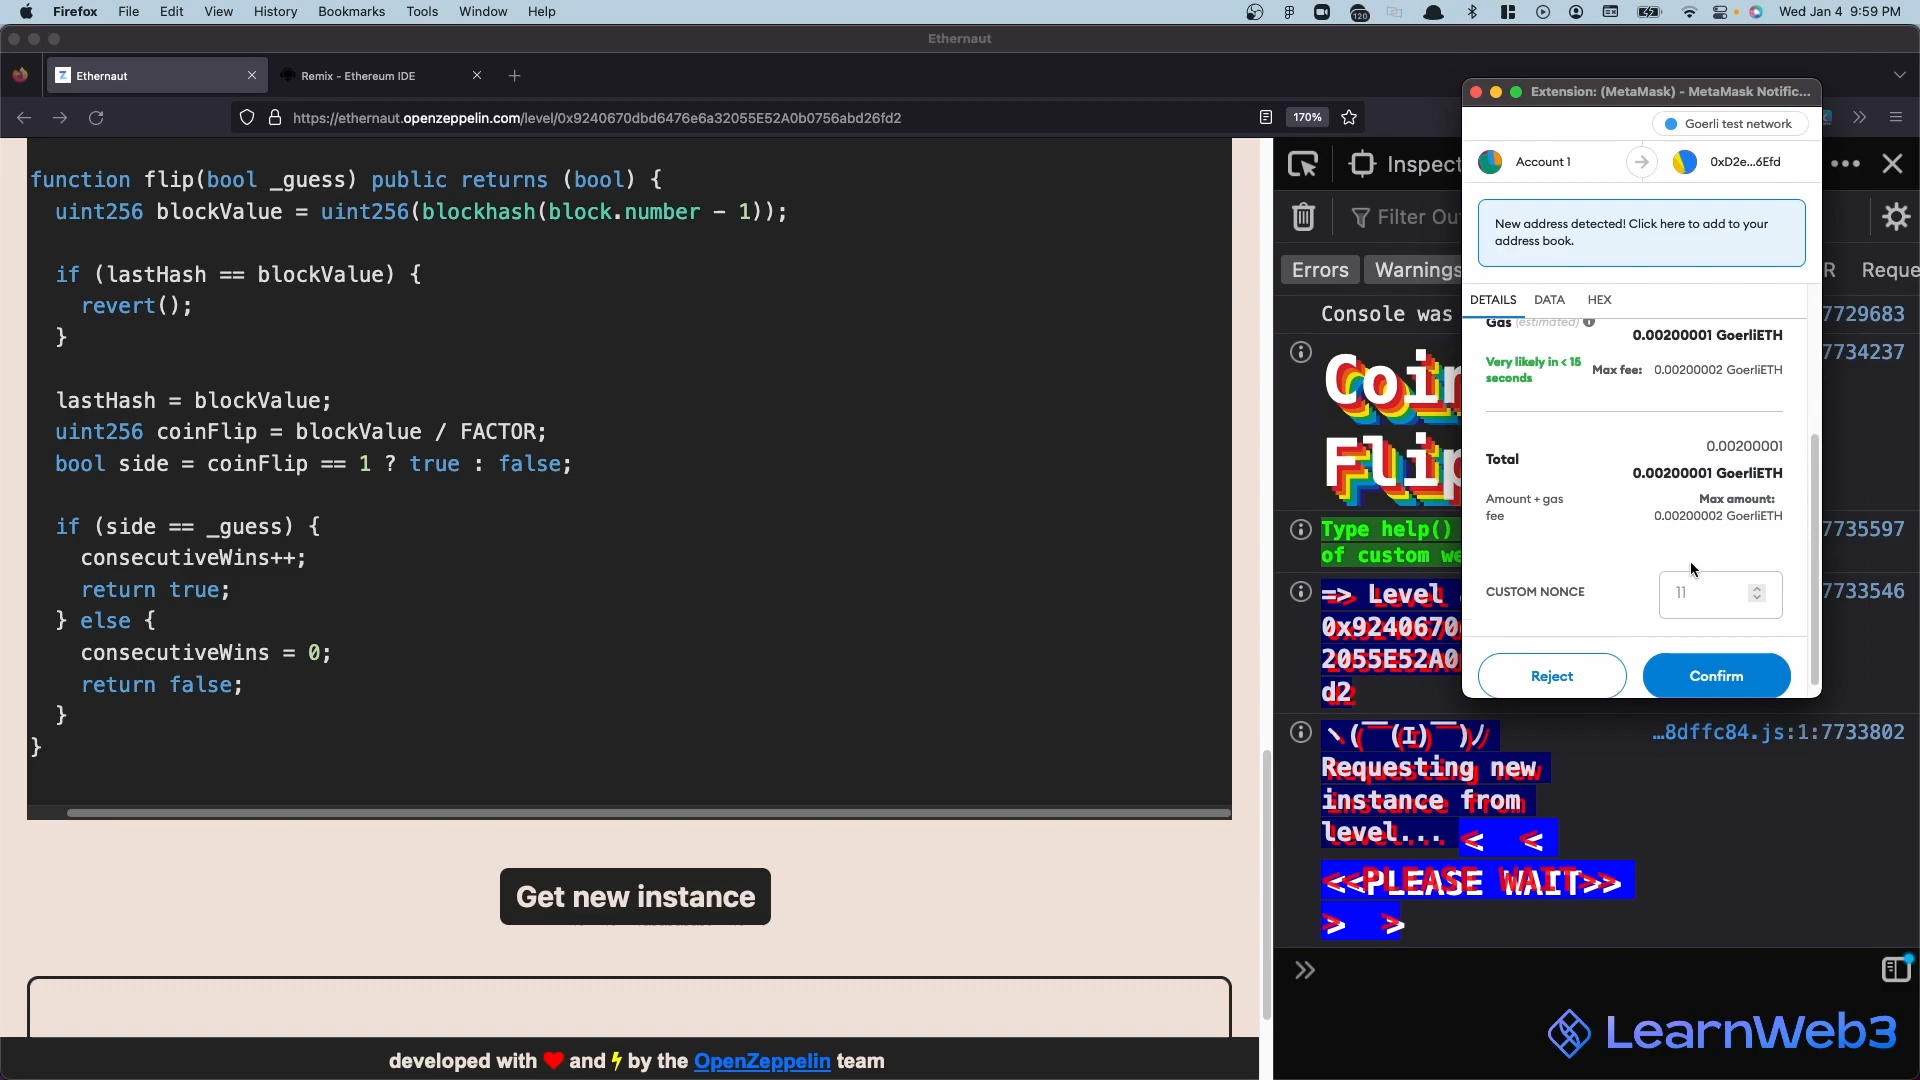 Firefox File Edit View History Bookmarks Tools Window Help
120
Wed Jan 4 9:59 PM
Ethernaut
Ethernaut
Remix - Ethereum IDE
https://ethernaut.openzeppelin.com/level/0x9240670dbd6476e6a32055E52A0b0756abd26fd2
170%
function flip(bool _guess) public returns (bool) {
uint256 blockValue = uint256(blockhash(block.number - 1));
if (lastHash == blockValue) {
revert();
}
lastHash = blockValue;
uint256 coinFlip = blockValue / FACTOR;
bool side = coinFlip == 1 ? true : false;
if (side == _guess) {
consecutiveWins++;
return true;
} else {
consecutiveWins = 0;
return false;
}
}
Get new instance
developed with ❤ and ⚡ by the OpenZeppelin team
Inspect
Filter Ou
Errors Warnings R Reque
Console was 7729683
Coin 7734237
Flip
Type help() 7735597
of custom we
=> Level 7733546
0x9240670
2055E52A0
d2
ヽ(￣(エ)￣)ﾉ …8dffc84.js:1:7733802
Requesting new
instance from
level... < <
<<PLEASE WAIT>>
> >
Extension: (MetaMask) - MetaMask Notific...
Goerli test network
Account 1
0xD2e...6Efd
New address detected! Click here to add to your
address book.
DETAILS DATA HEX
Gas (estimated)
0.00200001 GoerliETH
Very likely in < 15
seconds
Max fee: 0.00200002 GoerliETH
0.00200001
Total
0.00200001 GoerliETH
Amount + gas
fee
Max amount:
0.00200002 GoerliETH
CUSTOM NONCE 11
Reject Confirm
LearnWeb3